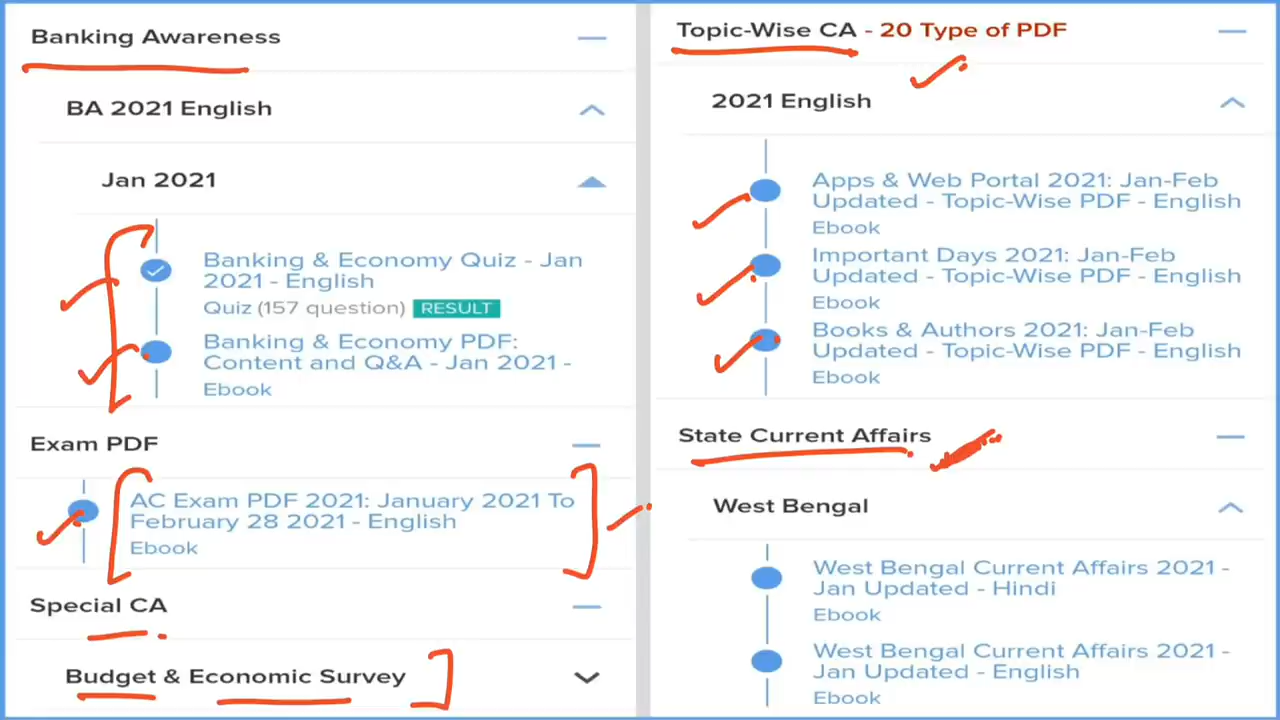 Banking Awareness
BA 2021 English
Jan 2021
Banking & Economy Quiz - Jan
2021 - English
Quiz (157 question) RESULT
Banking & Economy PDF:
Content and Q&A - Jan 2021 -
Ebook
Exam PDF
AC Exam PDF 2021: January 2021 To
February 28 2021 - English
Ebook
Special CA
Budget & Economic Survey
Topic-Wise CA - 20 Type of PDF
2021 English
Apps & Web Portal 2021: Jan-Feb
Updated - Topic-Wise PDF - English
Ebook
Important Days 2021: Jan-Feb
Updated - Topic-Wise PDF - English
Ebook
Books & Authors 2021: Jan-Feb
Updated - Topic-Wise PDF - English
Ebook
State Current Affairs
West Bengal
West Bengal Current Affairs 2021 -
Jan Updated - Hindi
Ebook
West Bengal Current Affairs 2021 -
Jan Updated - English
Ebook